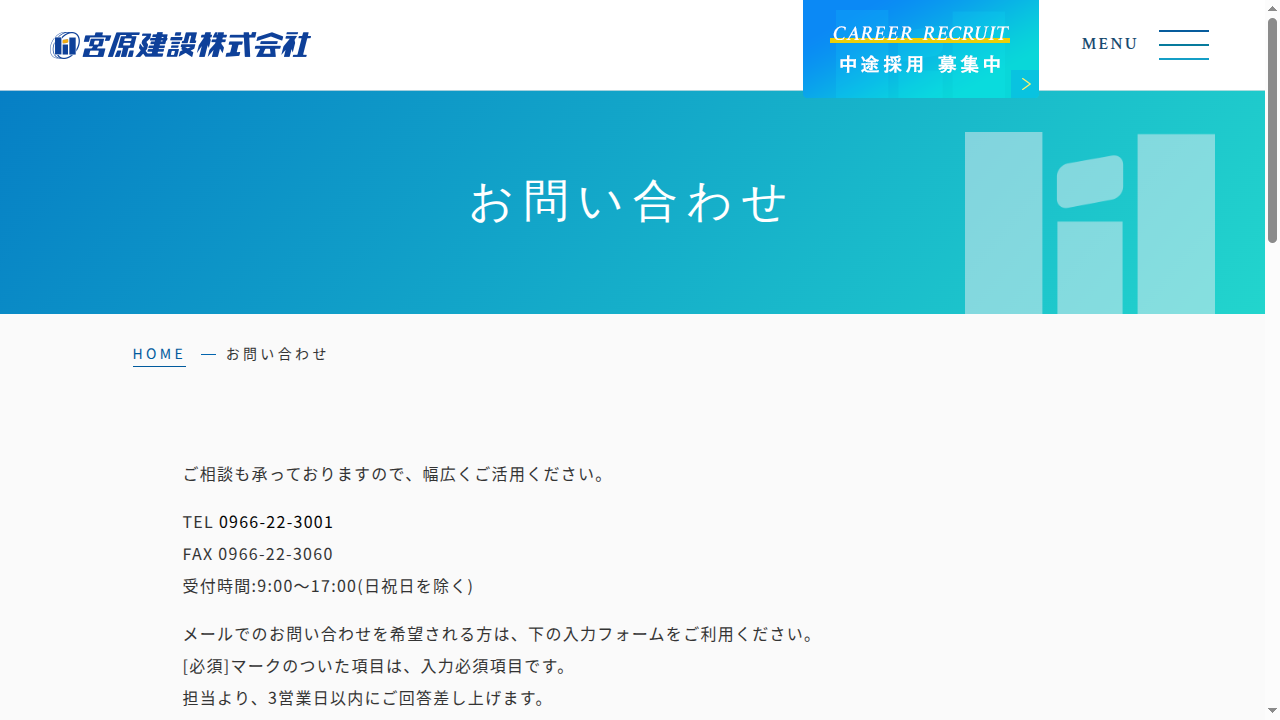 宮原建設株式会社
CAREER RECRUIT
中途採用 募集中
MENU
お問い合わせ
HOME — お問い合わせ
ご相談も承っておりますので、幅広くご活用ください。
TEL 0966-22-3001
FAX 0966-22-3060
受付時間:9:00〜17:00(日祝日を除く)
メールでのお問い合わせを希望される方は、下の入力フォームをご利用ください。
[必須]マークのついた項目は、入力必須項目です。
担当より、3営業日以内にご回答差し上げます。